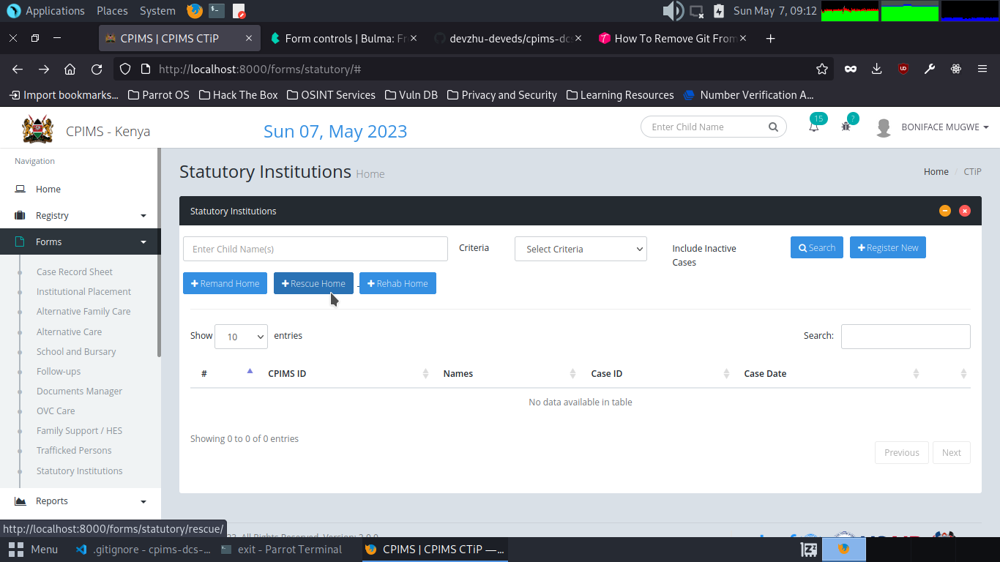 Applications Places System Sun May 7, 09:12
CPIMS | CPIMS CTiP Form controls | Bulma: Fr devzhu-deveds/cpims-dcs How To Remove Git From
http://localhost:8000/forms/statutory/#
Import bookmarks... Parrot OS Hack The Box OSINT Services Vuln DB Privacy and Security Learning Resources Number Verification A...
CPIMS - Kenya Sun 07, May 2023 Enter Child Name 15 ? BONIFACE MUGWE
Navigation
Home
Registry
Forms
Case Record Sheet
Institutional Placement
Alternative Family Care
Alternative Care
School and Bursary
Follow-ups
Documents Manager
OVC Care
Family Support / HES
Trafficked Persons
Statutory Institutions
Reports
Statutory Institutions Home Home / CTiP
Statutory Institutions
Enter Child Name(s) Criteria Select Criteria Include Inactive Cases Search Register New
Remand Home Rescue Home Rehab Home
Show 10 entries Search:
# CPIMS ID Names Case ID Case Date
No data available in table
Showing 0 to 0 of 0 entries
Previous Next
http://localhost:8000/forms/statutory/rescue/
All Rights Reserved. Version: 2.0.0
Menu .gitignore - cpims-dcs-... exit - Parrot Terminal CPIMS | CPIMS CTiP —...